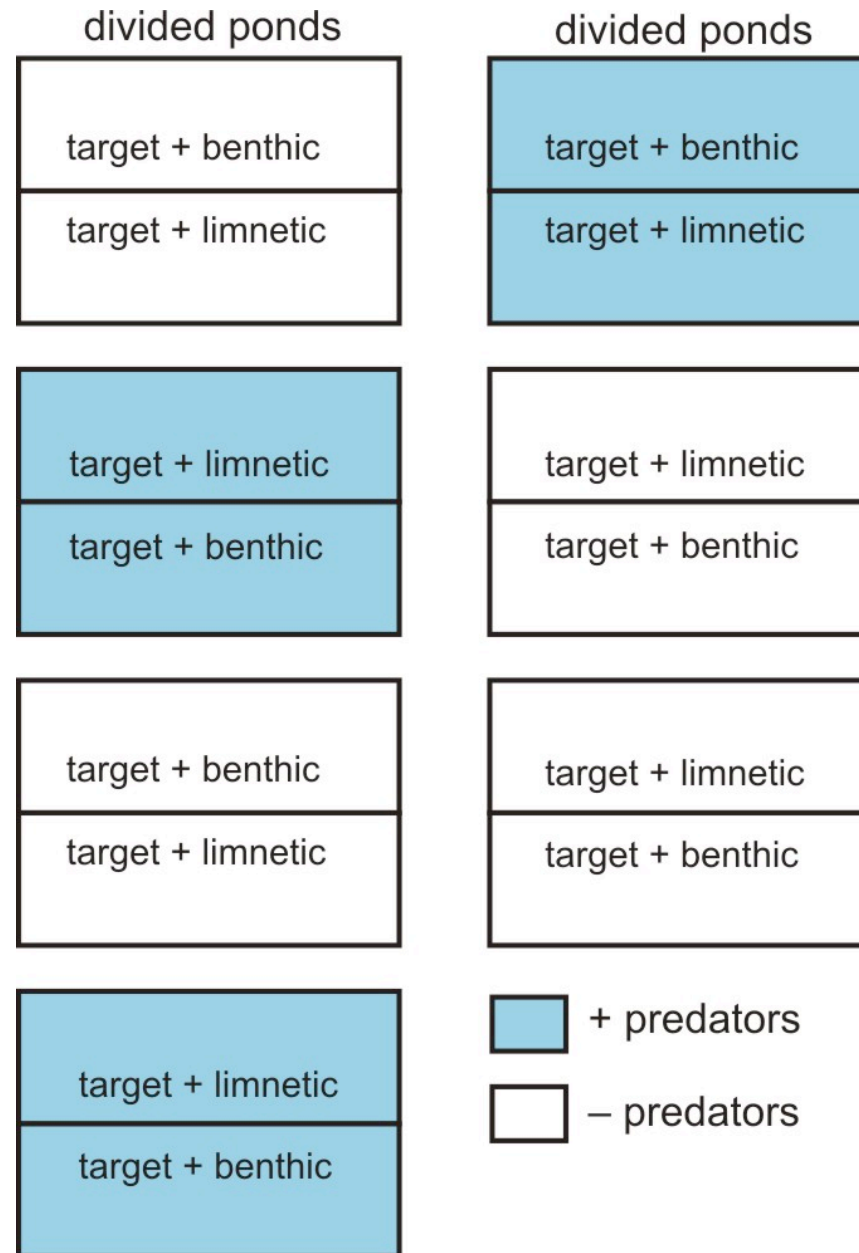 divided ponds
target + benthic
target + limnetic
target + limnetic
target + benthic
target + benthic
target + limnetic
target + limnetic
target + benthic
divided ponds
target + benthic
target + limnetic
target + limnetic
target + benthic
target + limnetic
target + benthic
+ predators
– predators